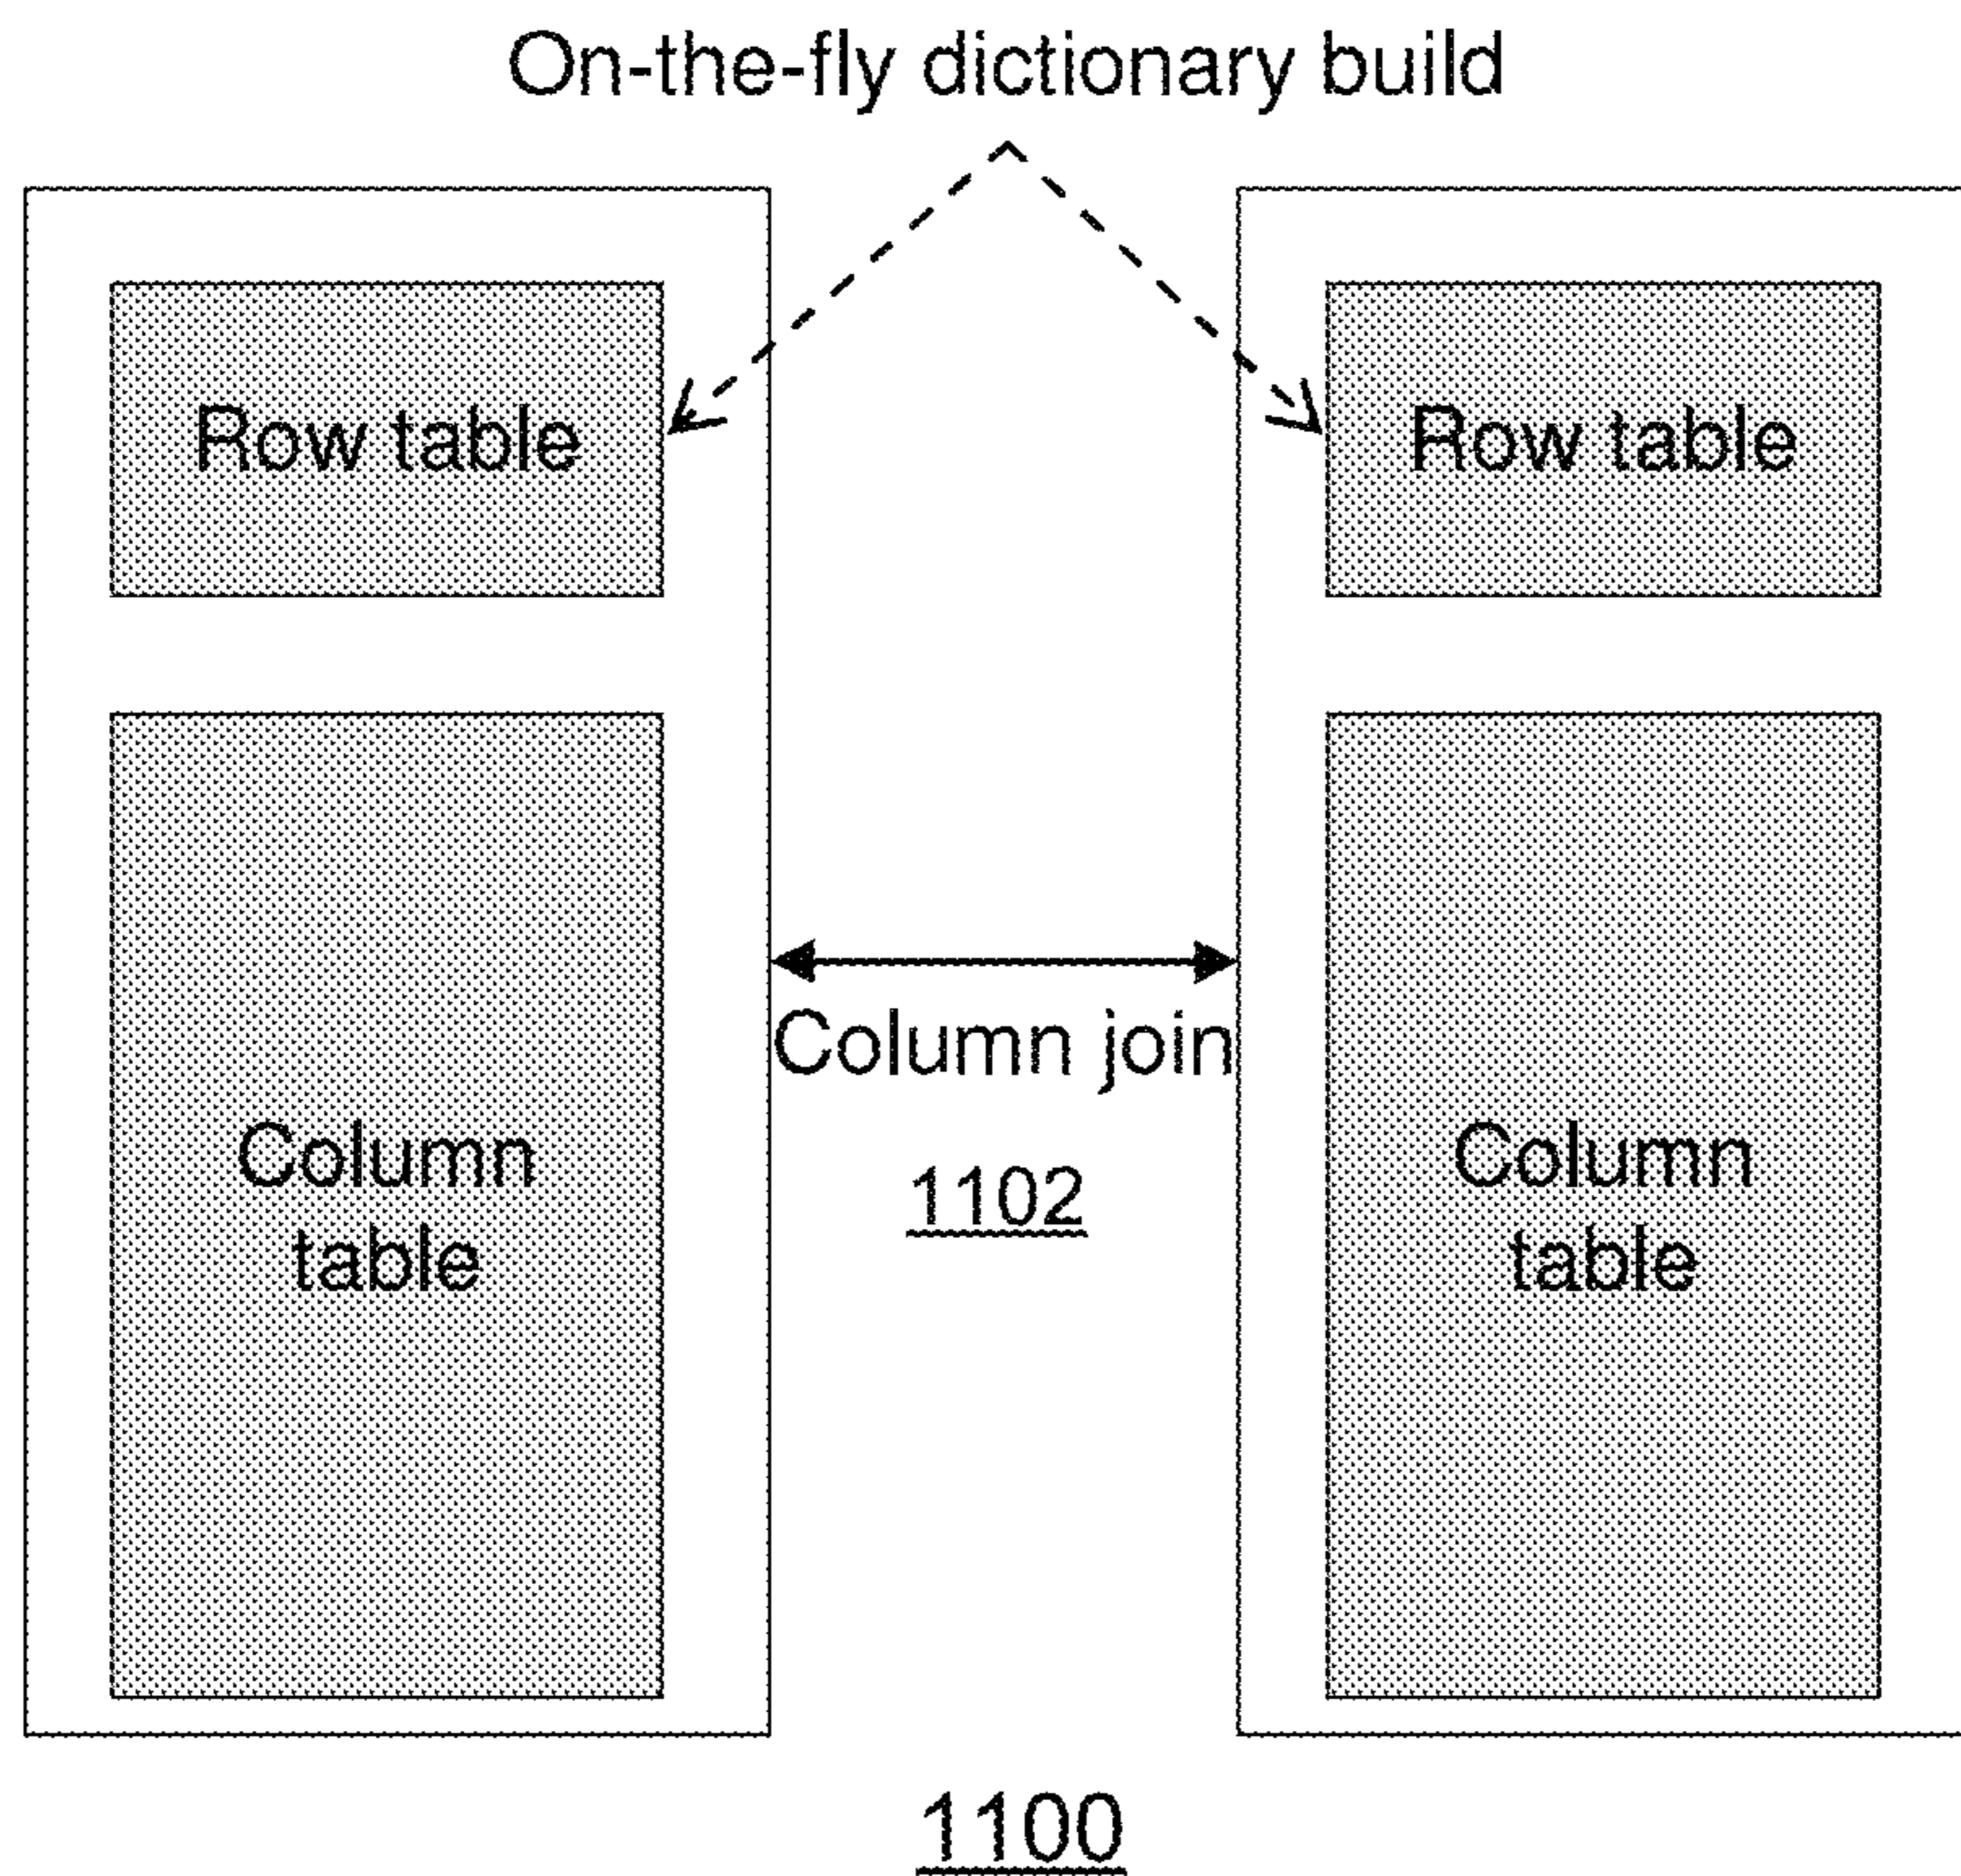 On-the-fly dictionary build
Row table
Row table
Column join
1102
Column
table
Column
table
1100